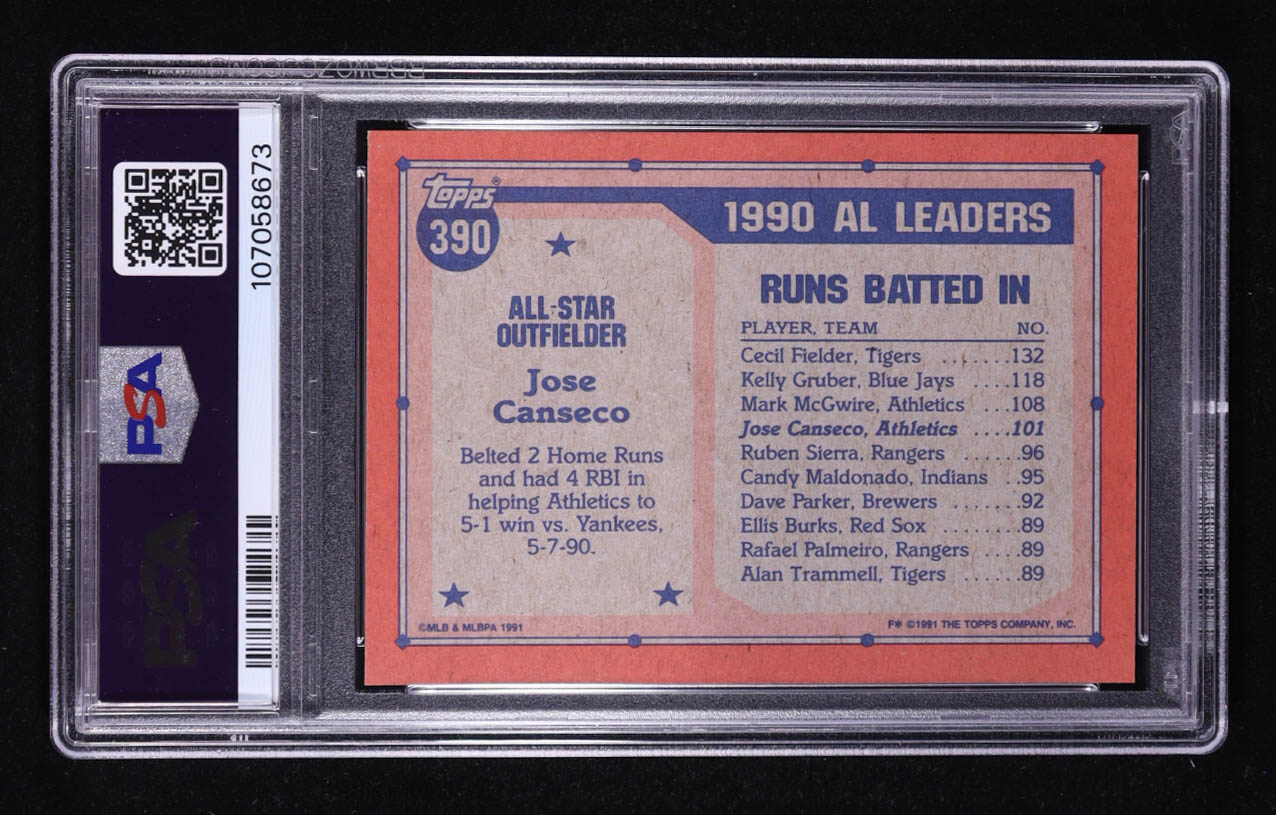 107058673
PSA
PSA
Topps®
390
ALL-STAR
OUTFIELDER
Jose
Canseco
Belted 2 Home Runs
and had 4 RBI in
helping Athletics to
5-1 win vs. Yankees,
5-7-90.
©MLB & MLBPA 1991
1990 AL LEADERS
RUNS BATTED IN
PLAYER, TEAM NO.
Cecil Fielder, Tigers .......132
Kelly Gruber, Blue Jays ....118
Mark McGwire, Athletics ...108
Jose Canseco, Athletics ....101
Ruben Sierra, Rangers .....96
Candy Maldonado, Indians ..95
Dave Parker, Brewers .....92
Ellis Burks, Red Sox .......89
Rafael Palmeiro, Rangers ....89
Alan Trammell, Tigers ......89
F* ©1991 THE TOPPS COMPANY, INC.